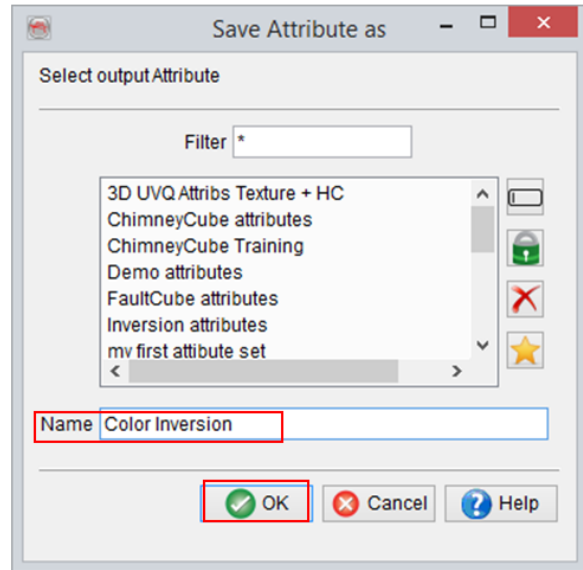 Save Attribute as
Select output Attribute
Filter *
3D UVQ Attribs Texture + HC
ChimneyCube attributes
ChimneyCube Training
Demo attributes
FaultCube attributes
Inversion attributes
my first attibute set
Name Color Inversion
OK Cancel Help